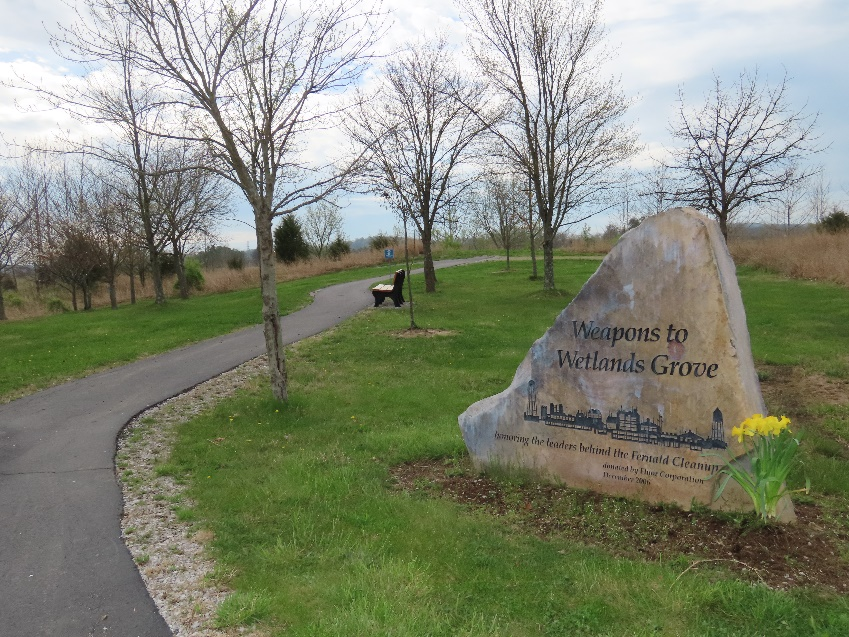 Weapons to
Wetlands Grove
honoring the leaders behind the Fernald Cleanup
donated by Fluor Corporation
December 2006